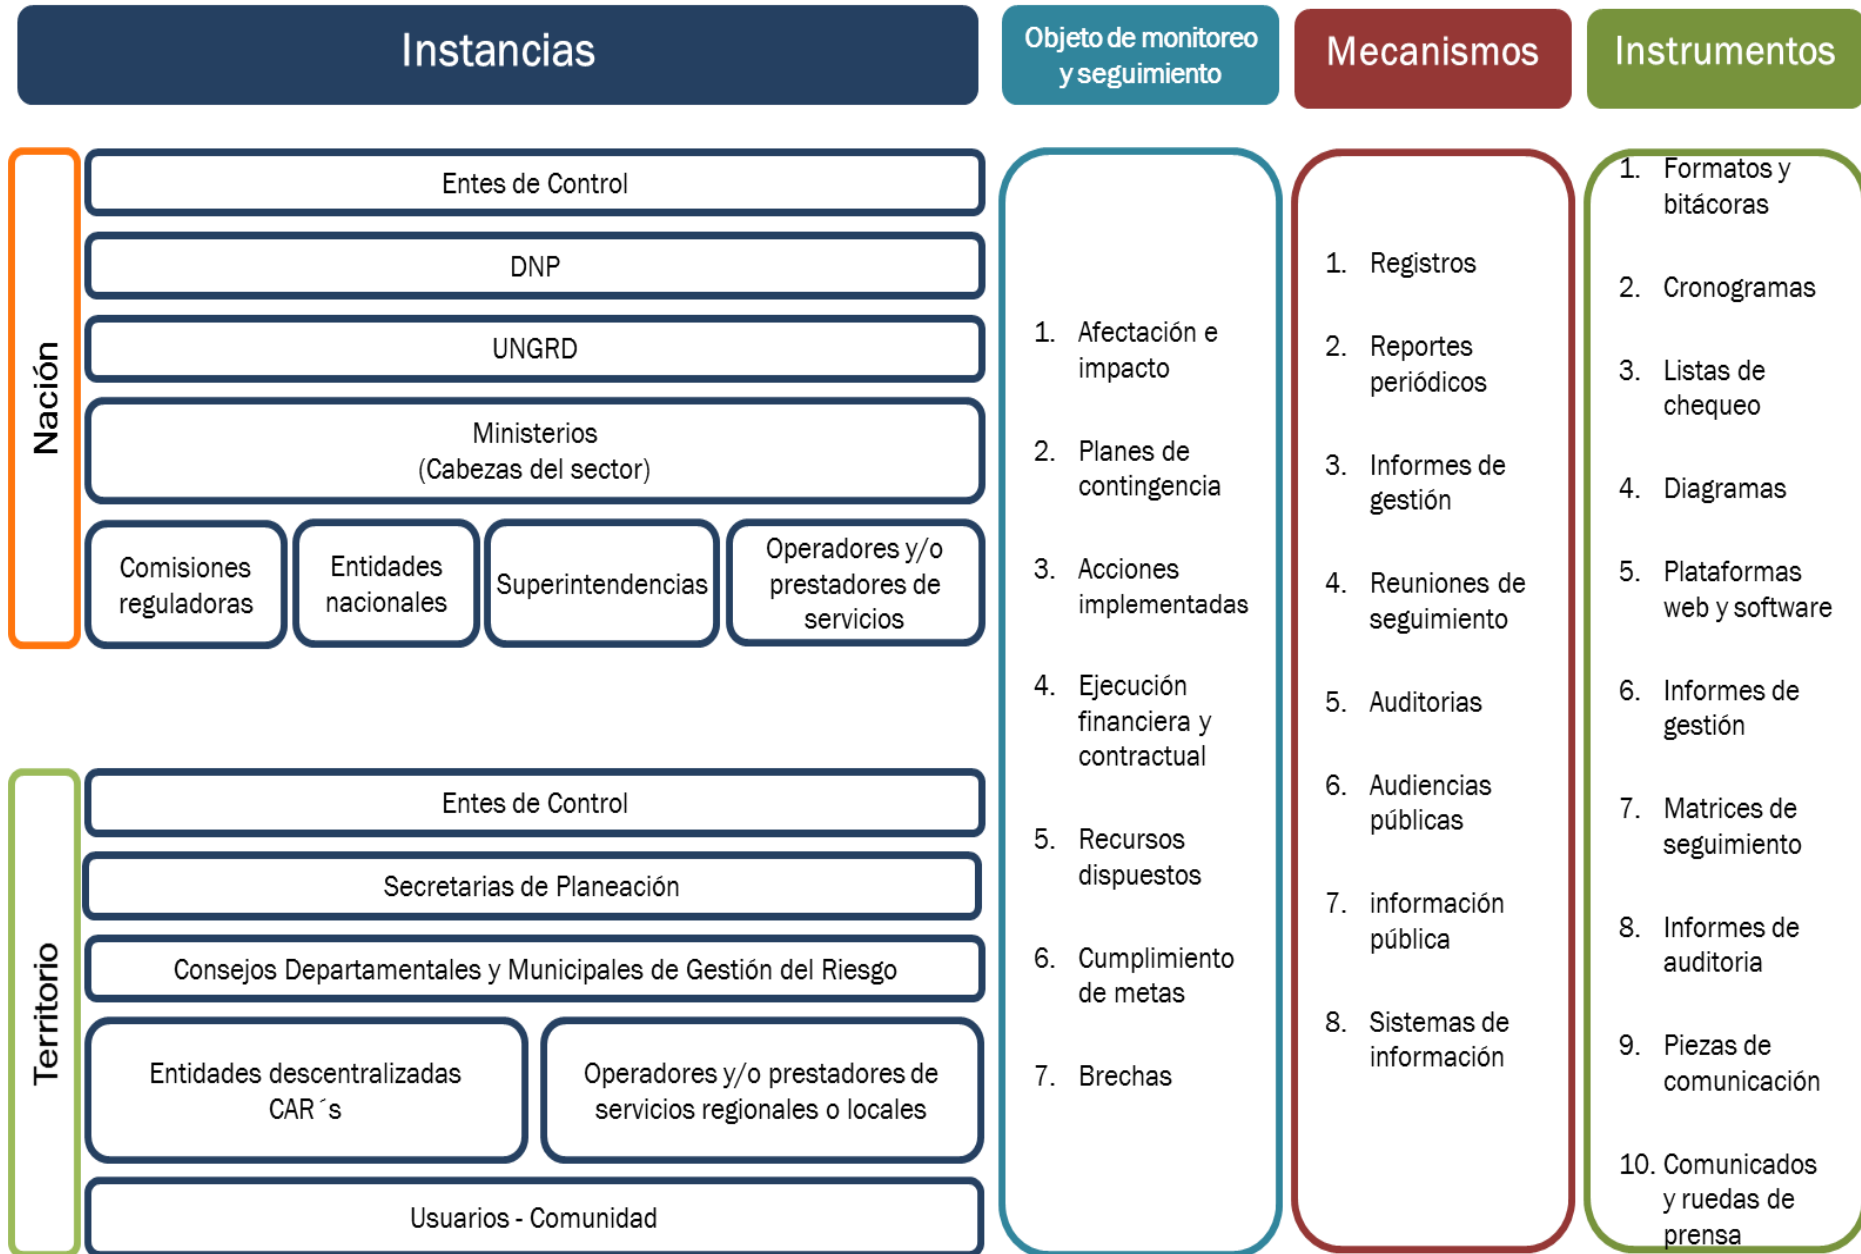 Instancias
Objeto de monitoreo
y seguimiento
Mecanismos
Instrumentos
Nación
Entes de Control
DNP
UNGRD
Ministerios
(Cabezas del sector)
Comisiones
reguladoras
Entidades
nacionales
Superintendencias
Operadores y/o
prestadores de
servicios
Territorio
Entes de Control
Secretarias de Planeación
Consejos Departamentales y Municipales de Gestión del Riesgo
Entidades descentralizadas
CAR´s
Operadores y/o prestadores de
servicios regionales o locales
Usuarios - Comunidad
1. Afectación e
impacto
2. Planes de
contingencia
3. Acciones
implementadas
4. Ejecución
financiera y
contractual
5. Recursos
dispuestos
6. Cumplimiento
de metas
7. Brechas
1. Registros
2. Reportes
periódicos
3. Informes de
gestión
4. Reuniones de
seguimiento
5. Auditorias
6. Audiencias
públicas
7. información
pública
8. Sistemas de
información
1. Formatos y
bitácoras
2. Cronogramas
3. Listas de
chequeo
4. Diagramas
5. Plataformas
web y software
6. Informes de
gestión
7. Matrices de
seguimiento
8. Informes de
auditoria
9. Piezas de
comunicación
10. Comunicados
y ruedas de
prensa